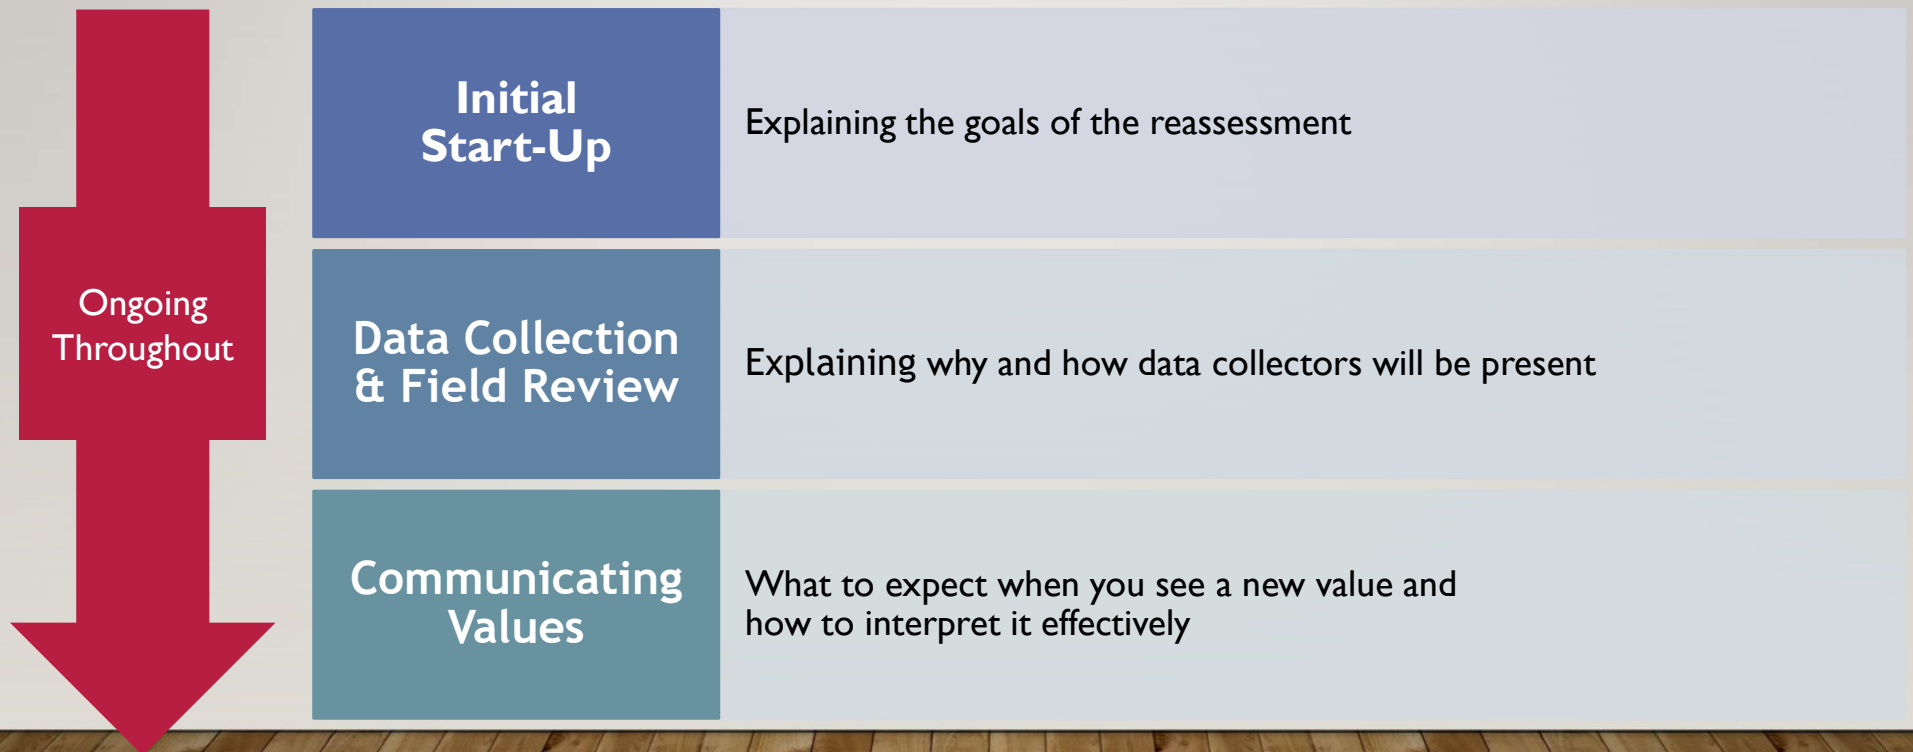 Initial
Start-Up
Explaining the goals of the reassessment
Ongoing
Throughout
Data Collection
& Field Review
Explaining why and how data collectors will be present
Communicating
Values
What to expect when you see a new value and
how to interpret it effectively